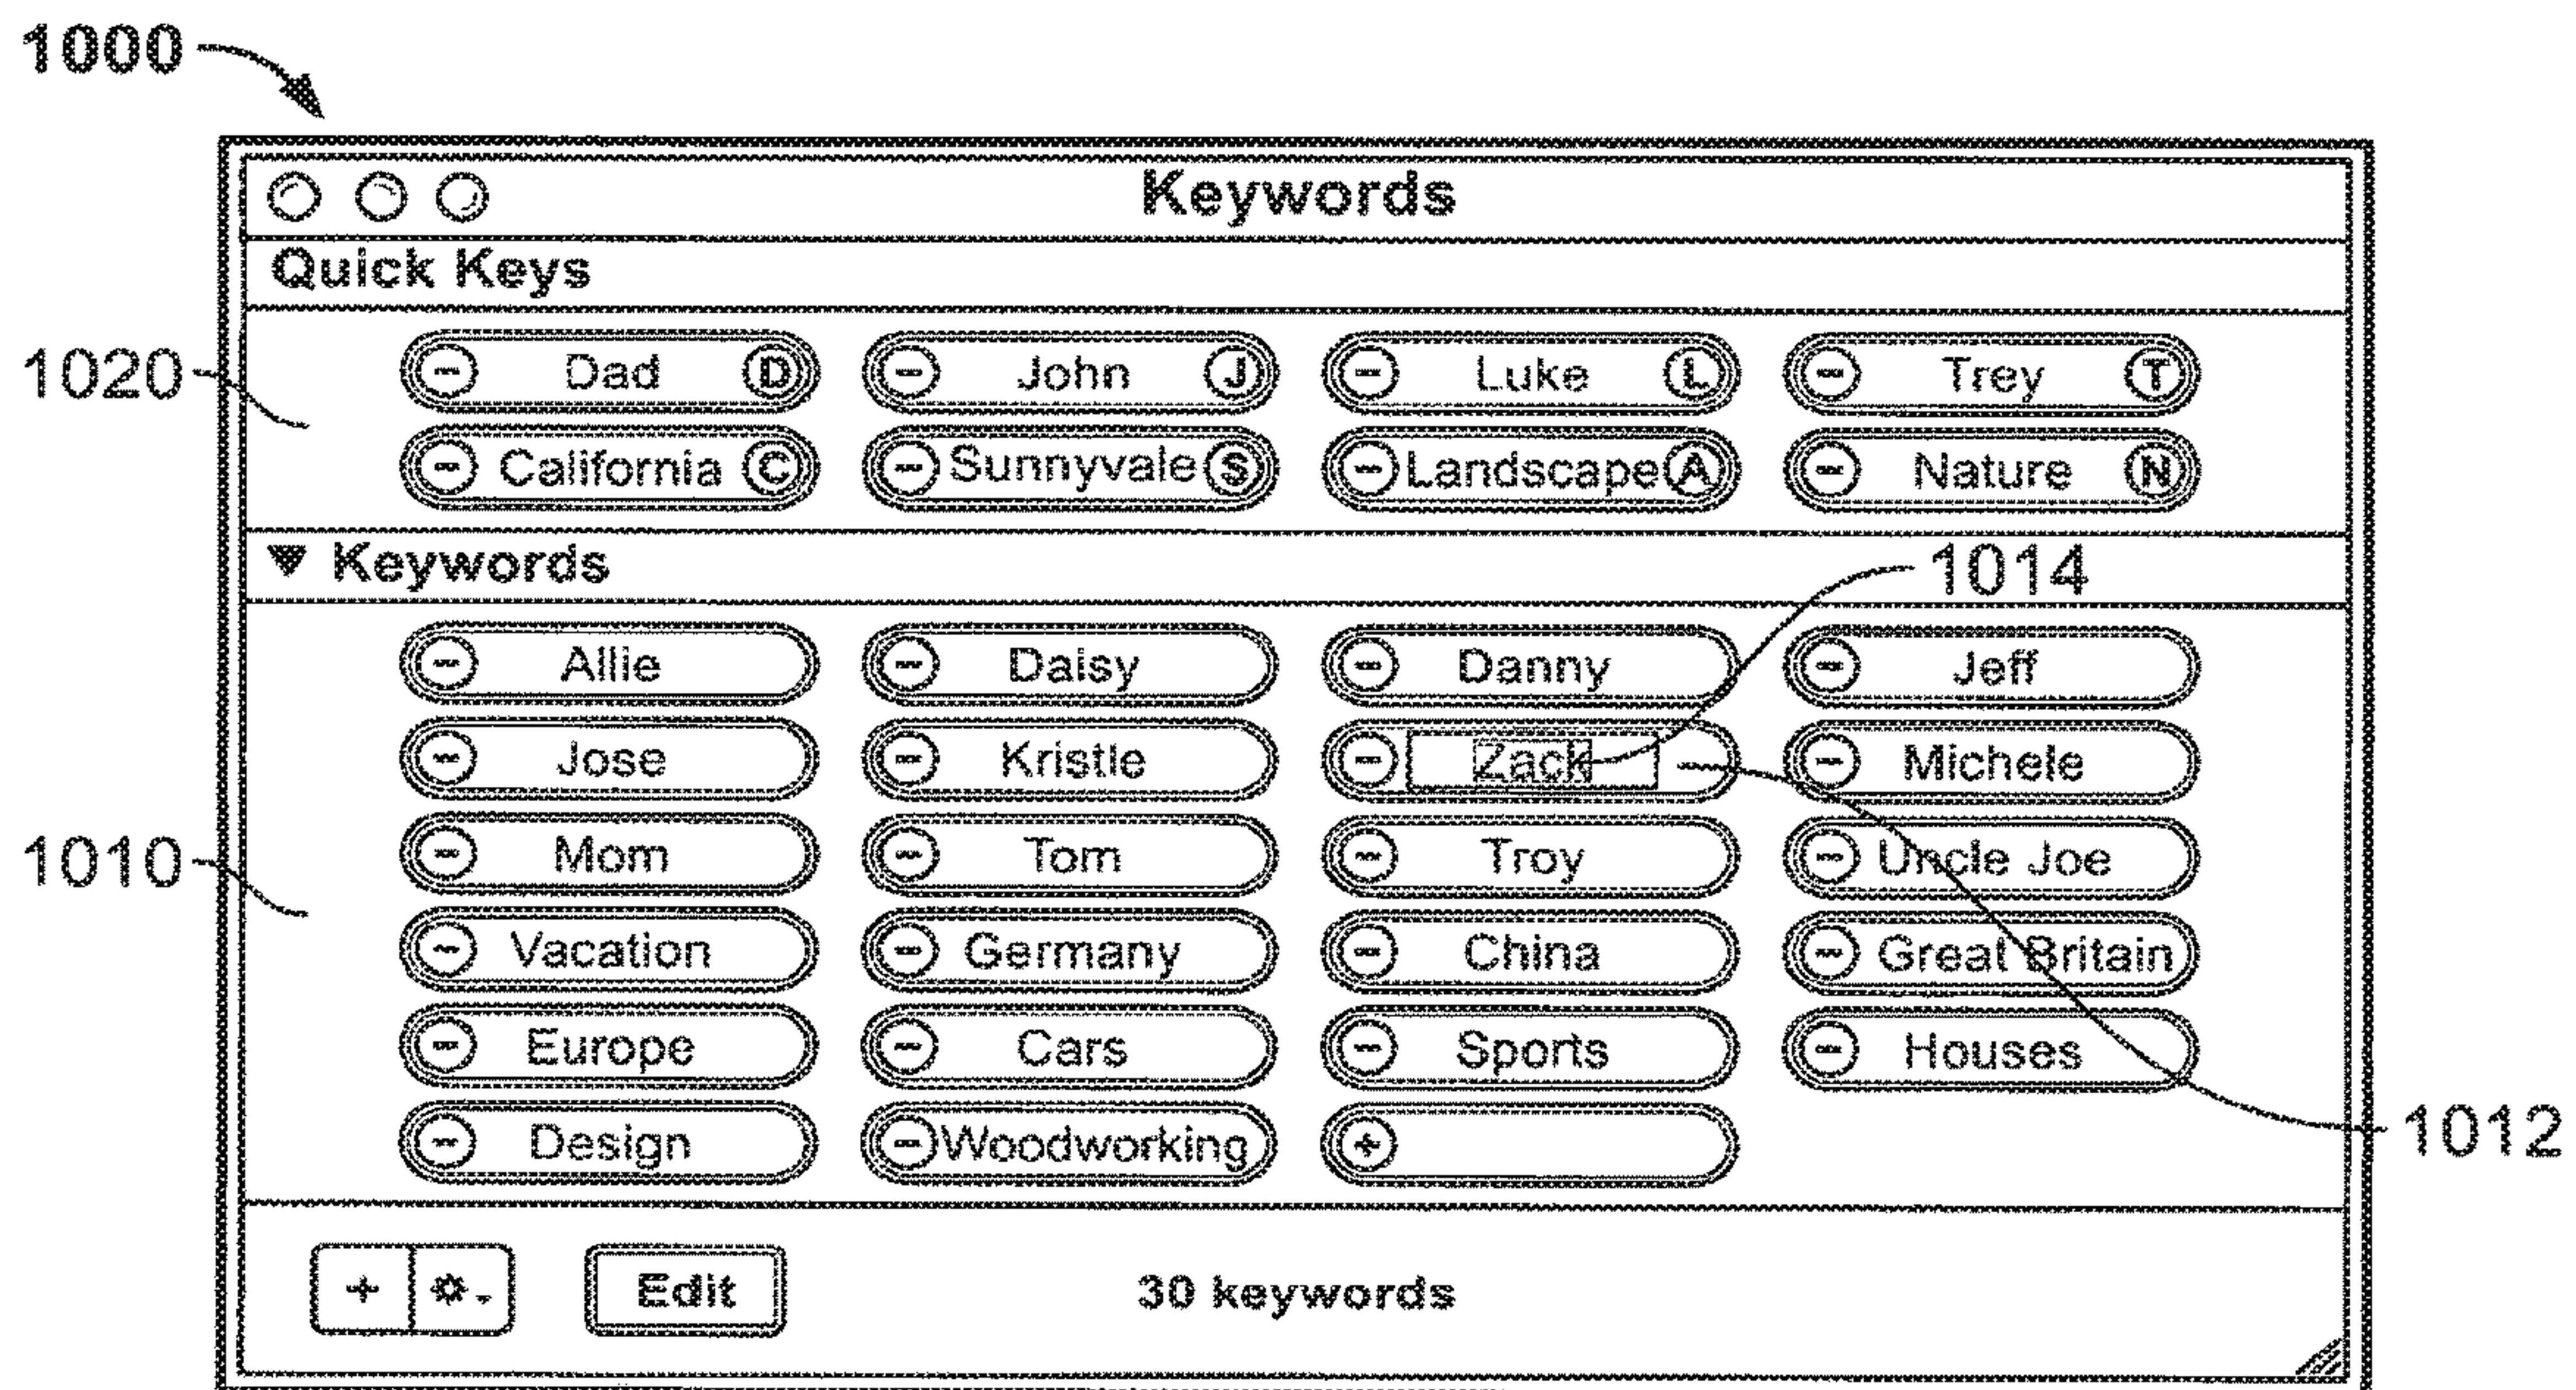 1000
Keywords
Quick Keys
1020
Dad D John J Luke L Trey T
California C Sunnyvale S Landscape A Nature N
Keywords
1014
Allie Daisy Danny Jeff
Jose Kristie Zack Michele
1010
Mom Tom Troy Uncle Joe
Vacation Germany China Great Britain
Europe Cars Sports Houses
Design Woodworking +
1012
+ Edit 30 keywords